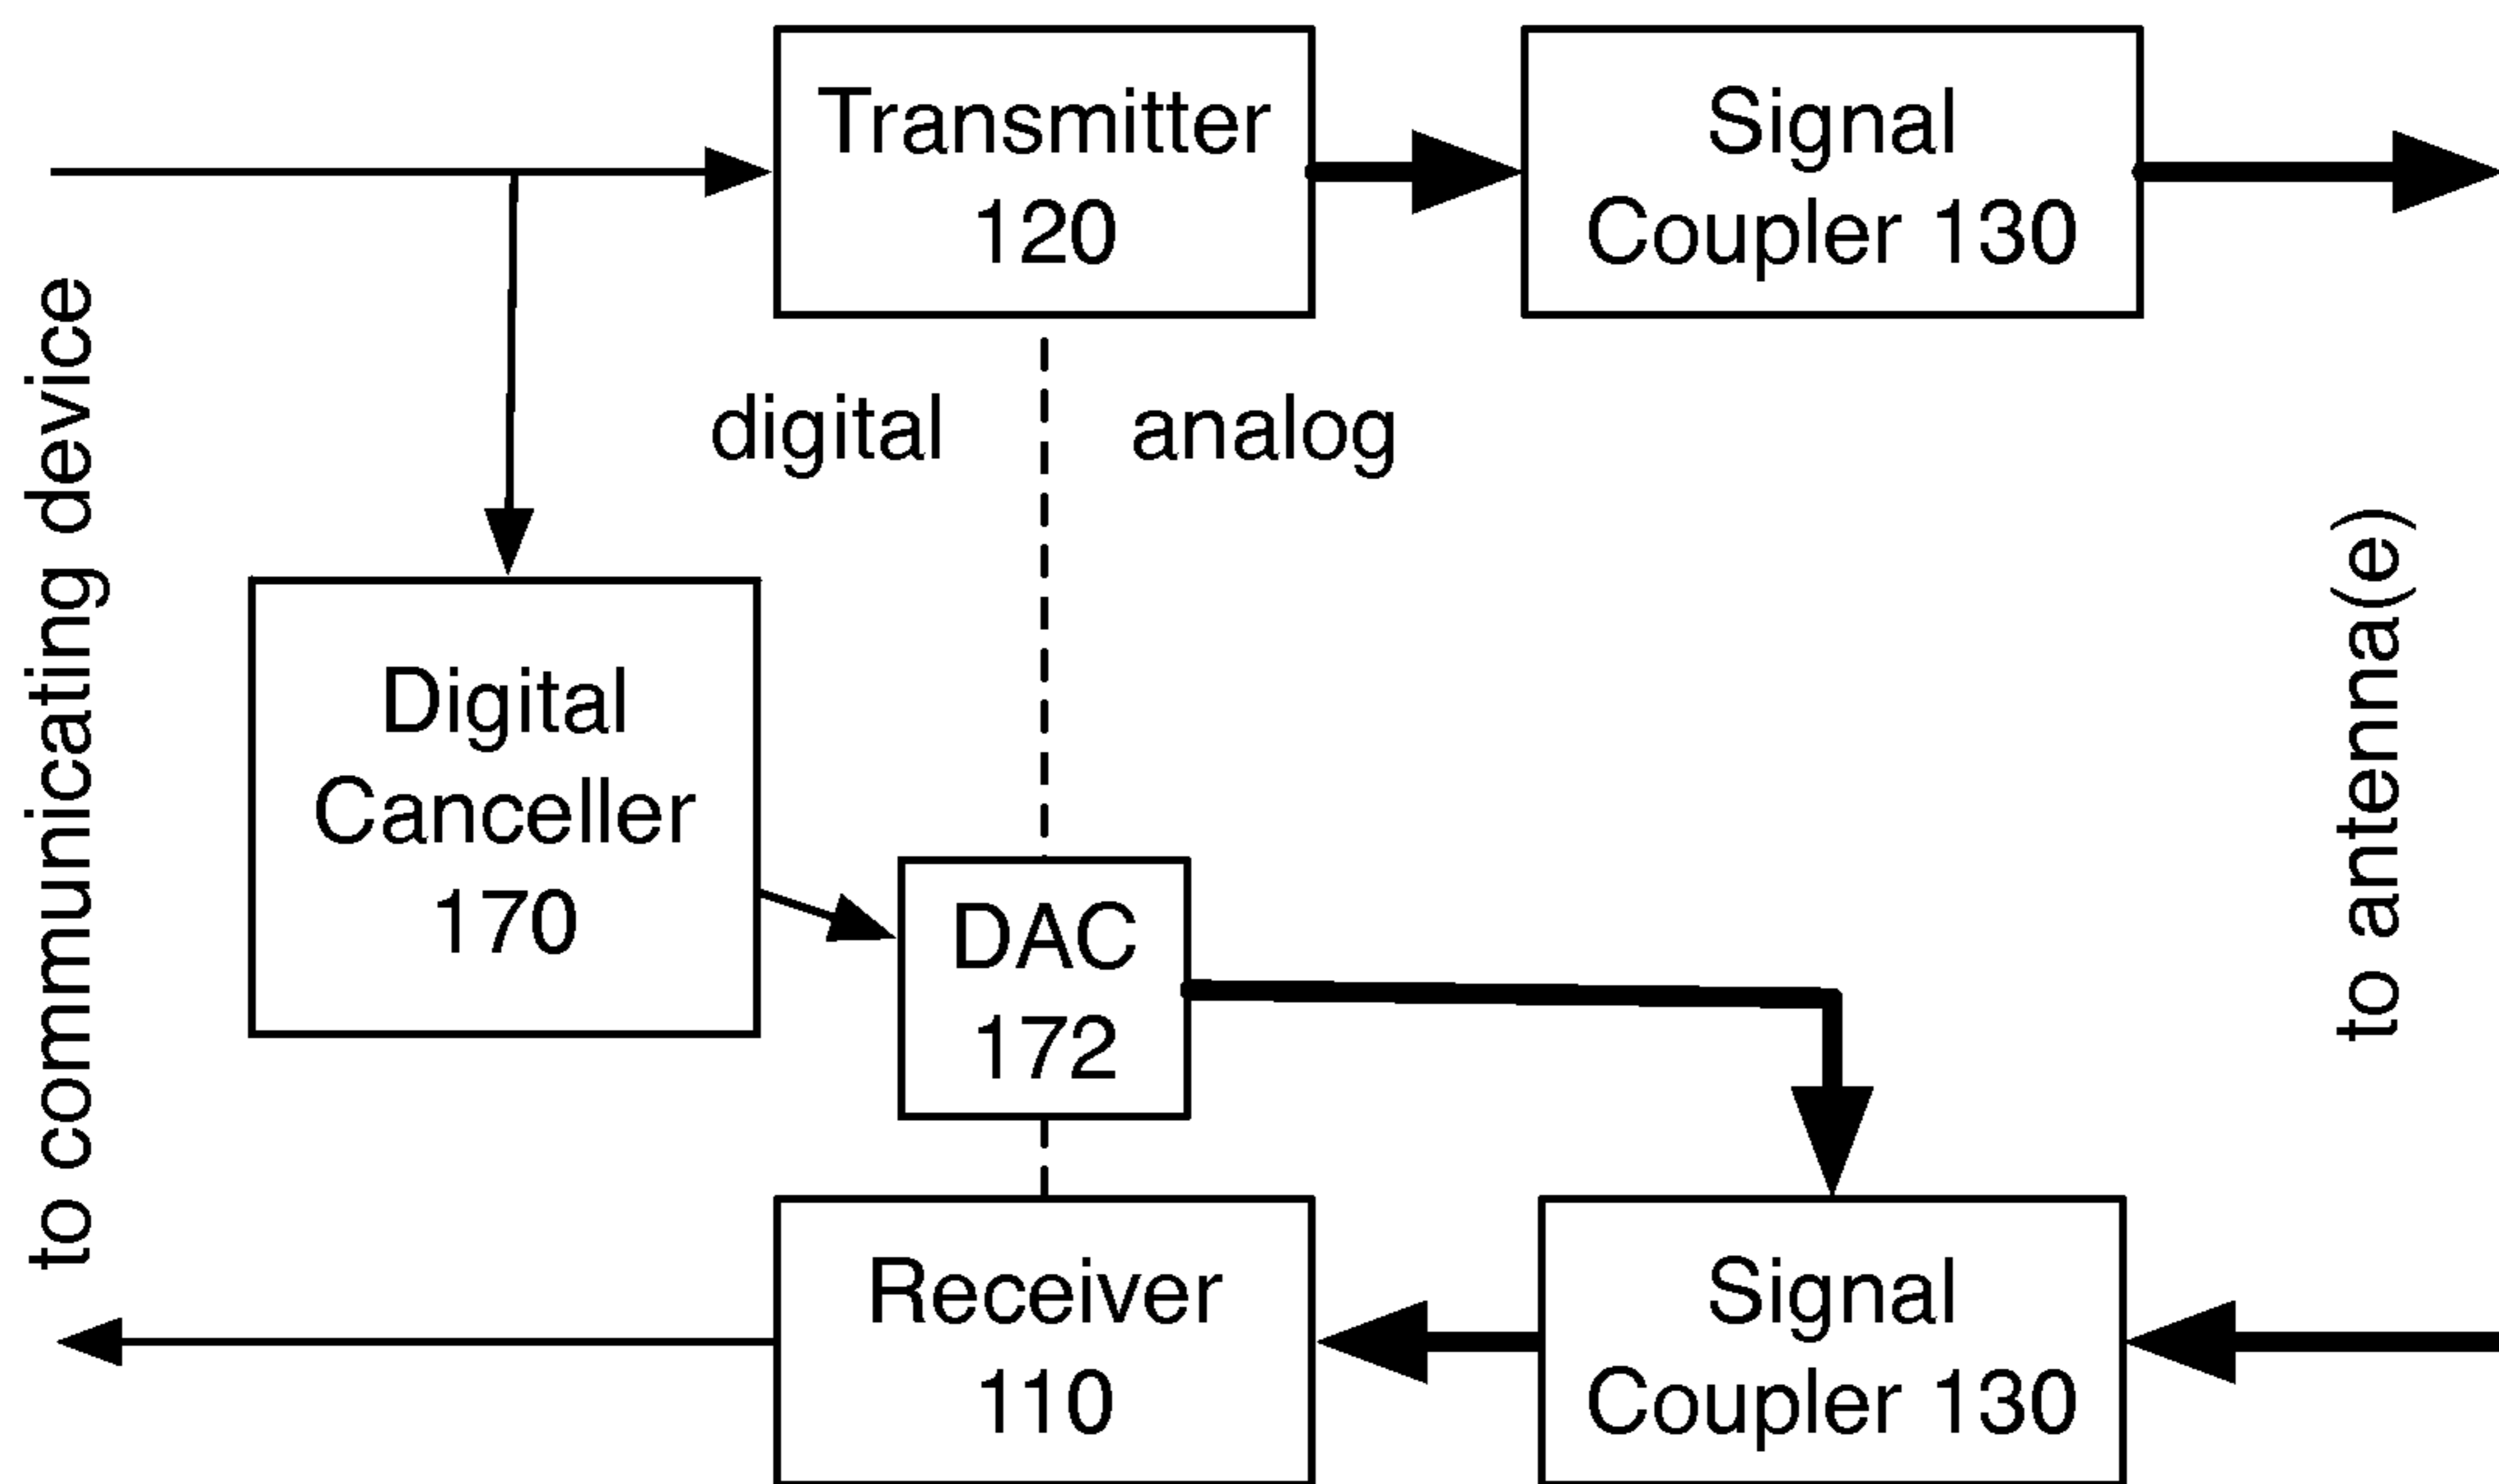 Transmitter
120
Signal
Coupler 130
to communicating device
digital
analog
to antenna(e)
Digital
Canceller
170
DAC
172
Receiver
110
Signal
Coupler 130